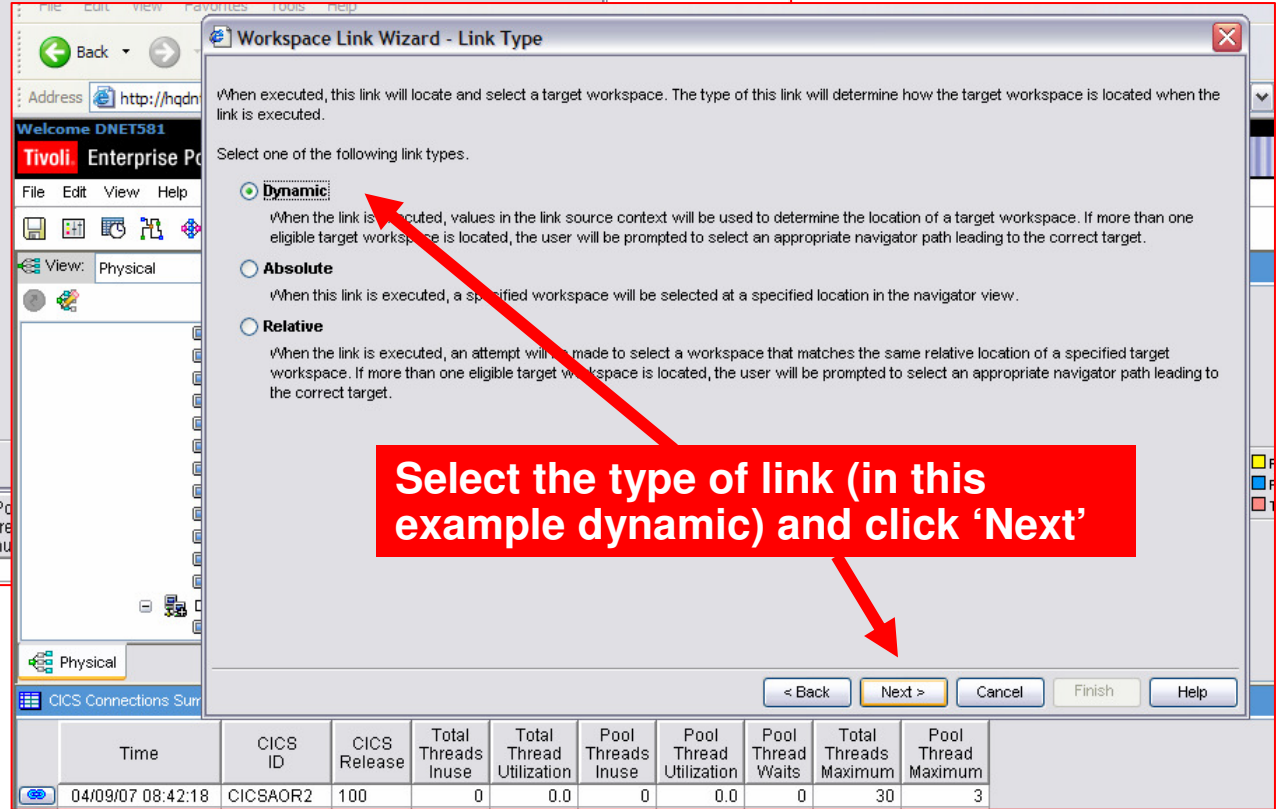 File Edit View Favorites Tools Help
Workspace Link Wizard - Link Type
Back
Address http://hqdn
Welcome DNET581
Tivoli. Enterprise Po
File Edit View Help
View: Physical
When executed, this link will locate and select a target workspace. The type of this link will determine how the target workspace is located when the
link is executed.
Select one of the following link types.
Dynamic
When the link is executed, values in the link source context will be used to determine the location of a target workspace. If more than one
eligible target workspace is located, the user will be prompted to select an appropriate navigator path leading to the correct target.
Absolute
When this link is executed, a specified workspace will be selected at a specified location in the navigator view.
Relative
When the link is executed, an attempt will be made to select a workspace that matches the same relative location of a specified target
workspace. If more than one eligible target workspace is located, the user will be prompted to select an appropriate navigator path leading to
the correct target.
Select the type of link (in this
example dynamic) and click ‘Next’
Physical
< Back Next > Cancel Finish Help
CICS Connections Sum
Time CICS ID CICS Release Total Threads Inuse Total Thread Utilization Pool Threads Inuse Pool Thread Utilization Pool Thread Waits Total Threads Maximum Pool Thread Maximum
04/09/07 08:42:18 CICSAOR2 100 0 0.0 0 0.0 0 30 3